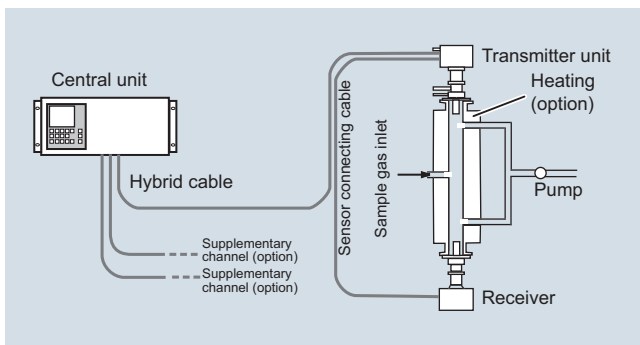 Central unit
Transmitter unit
Heating
(option)
Sensor connecting cable
Sample gas inlet
Hybrid cable
Pump
Supplementary
channel (option)
Supplementary
channel (option)
Receiver